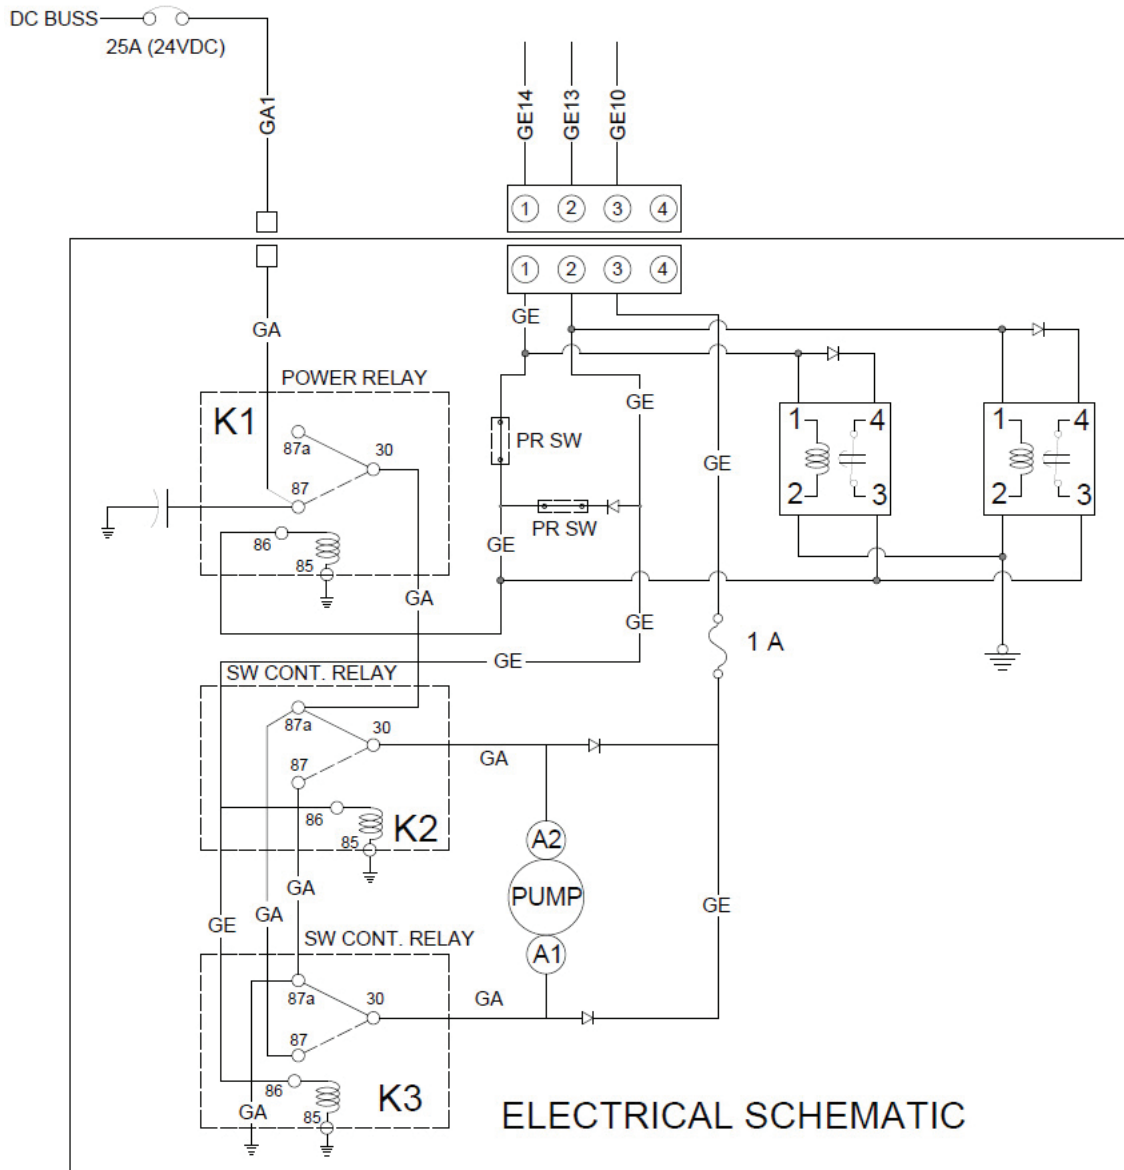 DC BUSS
25A (24VDC)
GA1
GE14
GE13
GE10
1 2 3 4
1 2 3 4
GE
GA
POWER RELAY
K1
87a
30
87
86
85
PR SW
PR SW
GE
GE
GE
1 4
2 3
1 4
2 3
GA
GE
1 A
GE
SW CONT. RELAY
87a
30
87
86
85
K2
GA
A2
PUMP
A1
GA
GA
GE
GE
SW CONT. RELAY
87a
30
87
86
85
K3
GA
GA
ELECTRICAL SCHEMATIC